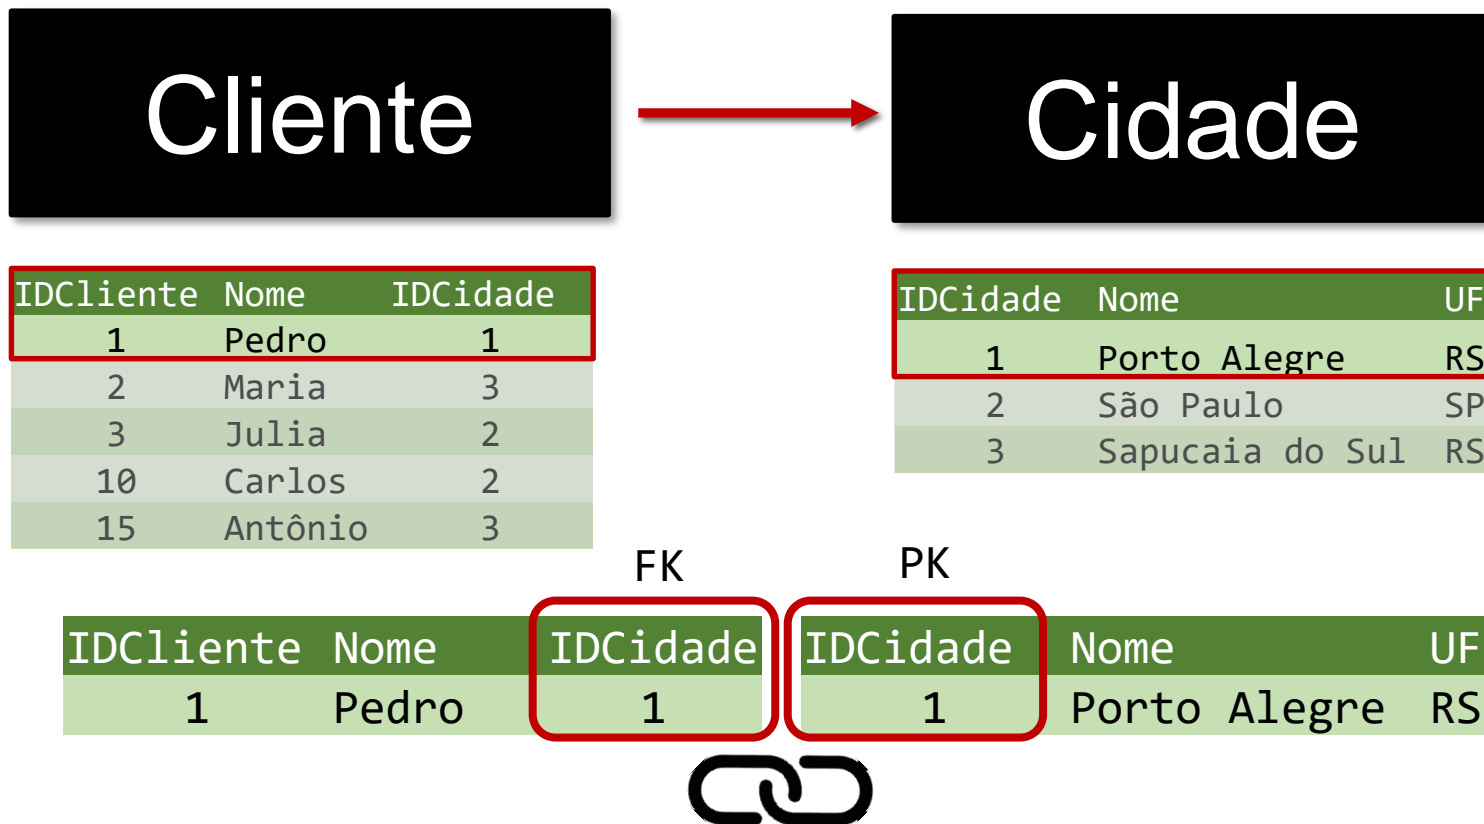 Cliente
Cidade
IDCliente Nome IDCidade
1 Pedro 1
2 Maria 3
3 Julia 2
10 Carlos 2
15 Antônio 3
IDCidade Nome UF
1 Porto Alegre RS
2 São Paulo SP
3 Sapucaia do Sul RS
FK PK
IDCliente Nome IDCidade IDCidade Nome UF
1 Pedro 1 1 Porto Alegre RS